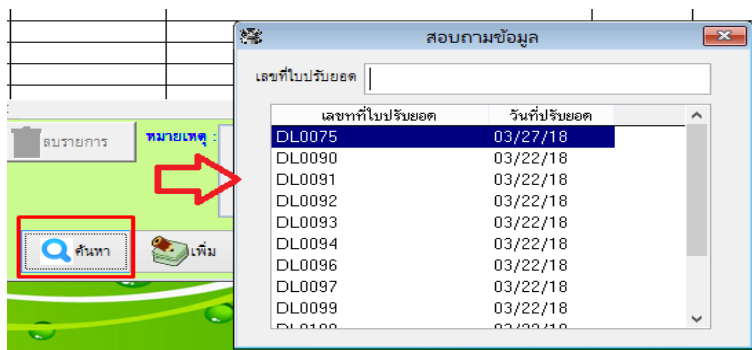 สอบถามข้อมูล
เลขที่ใบปรับยอด
เลขทที่ใบปรับยอด วันที่ปรับยอด
DL0075 03/27/18
DL0090 03/22/18
DL0091 03/22/18
DL0092 03/22/18
DL0093 03/22/18
DL0094 03/22/18
DL0096 03/22/18
DL0097 03/22/18
DL0099 03/22/18
ลบรายการ
หมายเหตุ :
ค้นหา
เพิ่ม